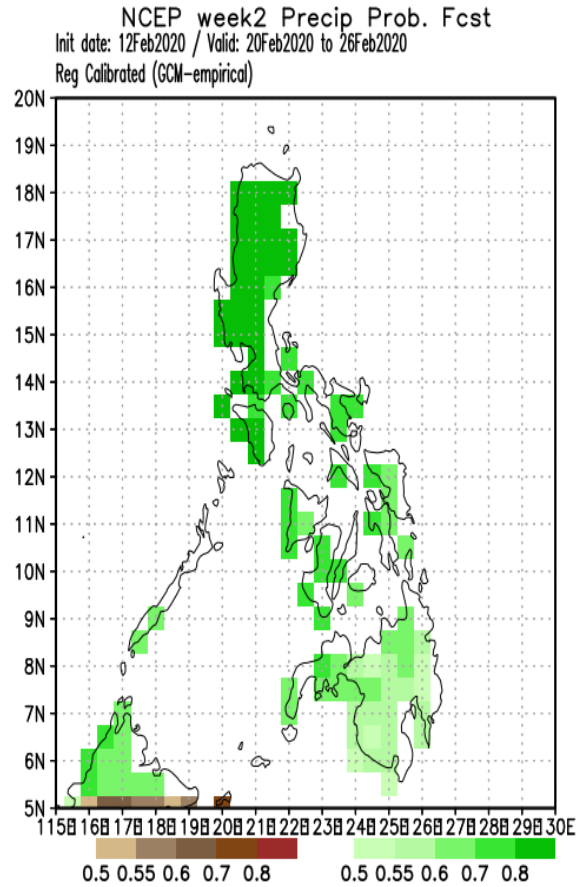 NCEP week2 Precip Prob. Fcst
Init date: 12Feb2020 / Valid: 20Feb2020 to 26Feb2020
Reg Calibrated (GCM-empirical)
20N
19N
18N
17N
16N
15N
14N
13N
12N
11N
10N
9N
8N
7N
6N
5N
115E 116E 117E 118E 119E 120E 121E 122E 123E 124E 125E 126E 127E 128E 129E 130E
0.5 0.55 0.6 0.7 0.8 0.5 0.55 0.6 0.7 0.8